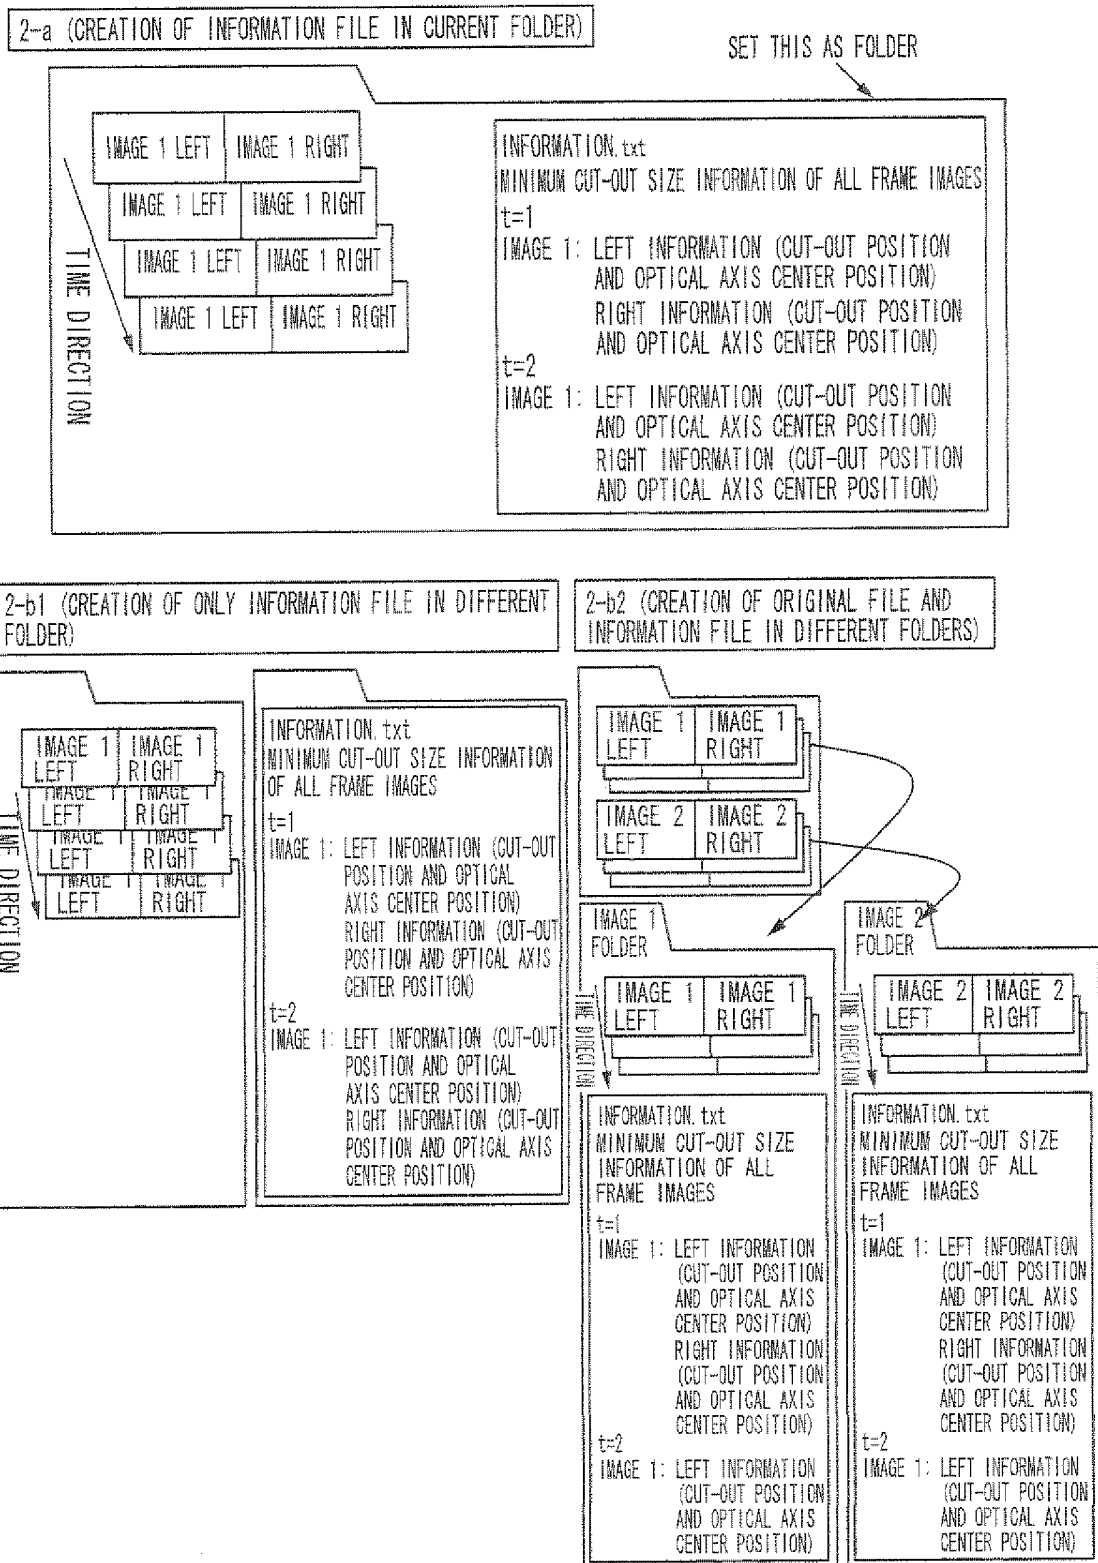 2-a (CREATION OF INFORMATION FILE IN CURRENT FOLDER)
SET THIS AS FOLDER
IMAGE 1 LEFT IMAGE 1 RIGHT
IMAGE 1 LEFT IMAGE 1 RIGHT
IMAGE 1 LEFT IMAGE 1 RIGHT
IMAGE 1 LEFT IMAGE 1 RIGHT
TIME DIRECTION
INFORMATION.txt
MINIMUM CUT-OUT SIZE INFORMATION OF ALL FRAME IMAGES
t=1
IMAGE 1: LEFT INFORMATION (CUT-OUT POSITION
AND OPTICAL AXIS CENTER POSITION)
RIGHT INFORMATION (CUT-OUT POSITION
AND OPTICAL AXIS CENTER POSITION)
t=2
IMAGE 1: LEFT INFORMATION (CUT-OUT POSITION
AND OPTICAL AXIS CENTER POSITION)
RIGHT INFORMATION (CUT-OUT POSITION
AND OPTICAL AXIS CENTER POSITION)
2-b1 (CREATION OF ONLY INFORMATION FILE IN DIFFERENT
FOLDER)
IMAGE 1 IMAGE 1
LEFT RIGHT
IMAGE 1 IMAGE 1
LEFT RIGHT
IMAGE 1 IMAGE 1
LEFT RIGHT
IMAGE 1 IMAGE 1
LEFT RIGHT
TIME DIRECTION
INFORMATION.txt
MINIMUM CUT-OUT SIZE INFORMATION
OF ALL FRAME IMAGES
t=1
IMAGE 1: LEFT INFORMATION (CUT-OUT
POSITION AND OPTICAL
AXIS CENTER POSITION)
RIGHT INFORMATION (CUT-OUT
POSITION AND OPTICAL AXIS
CENTER POSITION)
t=2
IMAGE 1: LEFT INFORMATION (CUT-OUT
POSITION AND OPTICAL
AXIS CENTER POSITION)
RIGHT INFORMATION (CUT-OUT
POSITION AND OPTICAL AXIS
CENTER POSITION)
2-b2 (CREATION OF ORIGINAL FILE AND
INFORMATION FILE IN DIFFERENT FOLDERS)
IMAGE 1 IMAGE 1
LEFT RIGHT
IMAGE 2 IMAGE 2
LEFT RIGHT
IMAGE 1
FOLDER
IMAGE 1 IMAGE 1
LEFT RIGHT
TIME DIRECTION
INFORMATION.txt
MINIMUM CUT-OUT SIZE
INFORMATION OF ALL
FRAME IMAGES
t=1
IMAGE 1: LEFT INFORMATION
(CUT-OUT POSITION
AND OPTICAL AXIS
CENTER POSITION)
RIGHT INFORMATION
(CUT-OUT POSITION
AND OPTICAL AXIS
CENTER POSITION)
t=2
IMAGE 1: LEFT INFORMATION
(CUT-OUT POSITION
AND OPTICAL AXIS
CENTER POSITION)
IMAGE 2
FOLDER
IMAGE 2 IMAGE 2
LEFT RIGHT
TIME DIRECTION
INFORMATION.txt
MINIMUM CUT-OUT SIZE
INFORMATION OF ALL
FRAME IMAGES
t=1
IMAGE 1: LEFT INFORMATION
(CUT-OUT POSITION
AND OPTICAL AXIS
CENTER POSITION)
RIGHT INFORMATION
(CUT-OUT POSITION
AND OPTICAL AXIS
CENTER POSITION)
t=2
IMAGE 1: LEFT INFORMATION
(CUT-OUT POSITION
AND OPTICAL AXIS
CENTER POSITION)